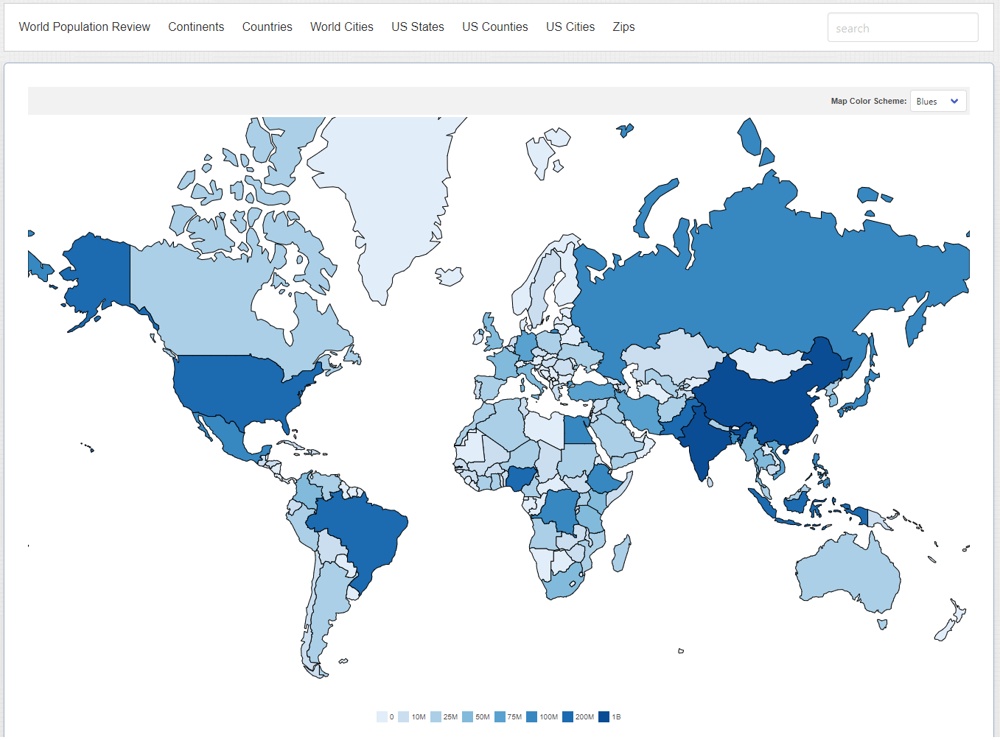 World Population Review Continents Countries World Cities US States US Counties US Cities Zips search
Map Color Scheme: Blues
0 10M 25M 50M 75M 100M 200M 1B